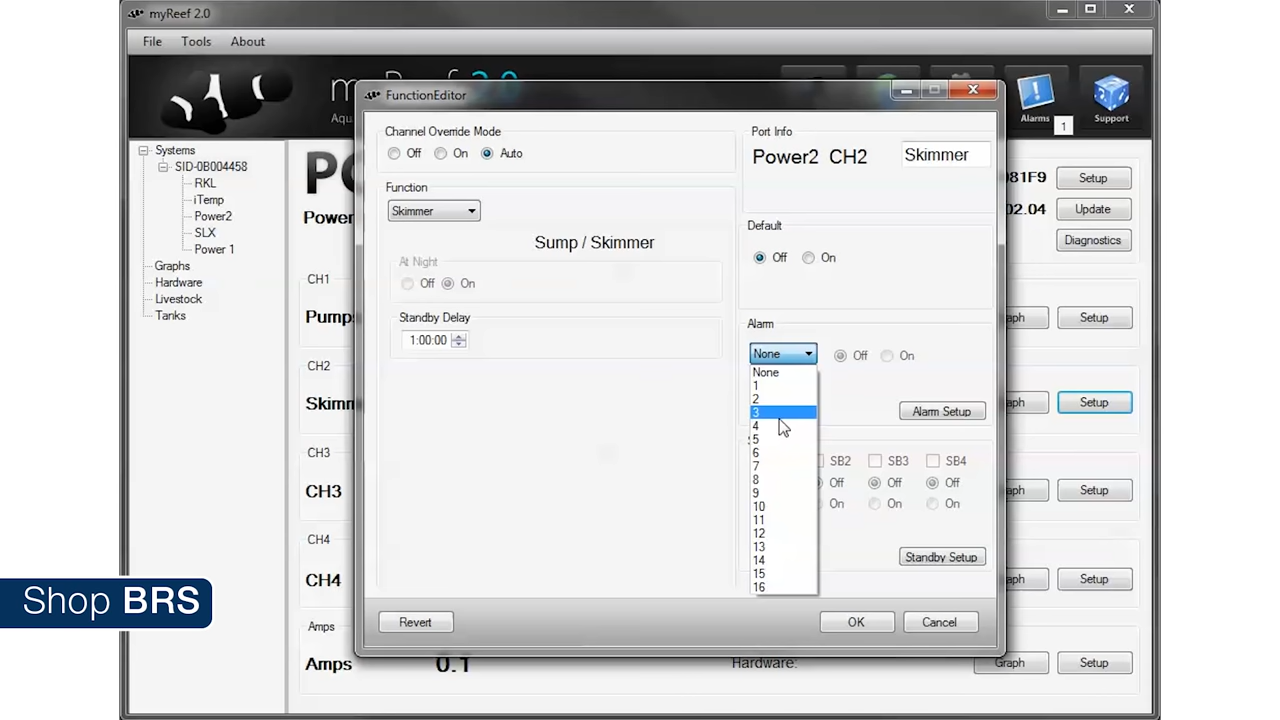 myReef 2.0
File Tools About
Alarms
1
Support
FunctionEditor
Systems
SID-0B004458
RKL
iTemp
Power2
SLX
Power 1
Graphs
Hardware
Livestock
Tanks
Channel Override Mode
Off On Auto
Function
Skimmer
Sump / Skimmer
At Night
Off On
Standby Delay
1:00:00
Port Info
Power2 CH2 Skimmer
Default
Off On
Alarm
None Off On
None
1
2
3
4
5
6
7
8
9
10
11
12
13
14
15
16
Alarm Setup
SB2 SB3 SB4
Off Off Off
On On On
Standby Setup
Revert OK Cancel
Power
81F9 Setup
02.04 Update
Diagnostics
CH1
Pumps
Setup
CH2
Skimm
Setup
CH3
CH3
Setup
CH4
CH4
Setup
Amps
Amps 0.1 Hardware: Graph Setup
Shop BRS